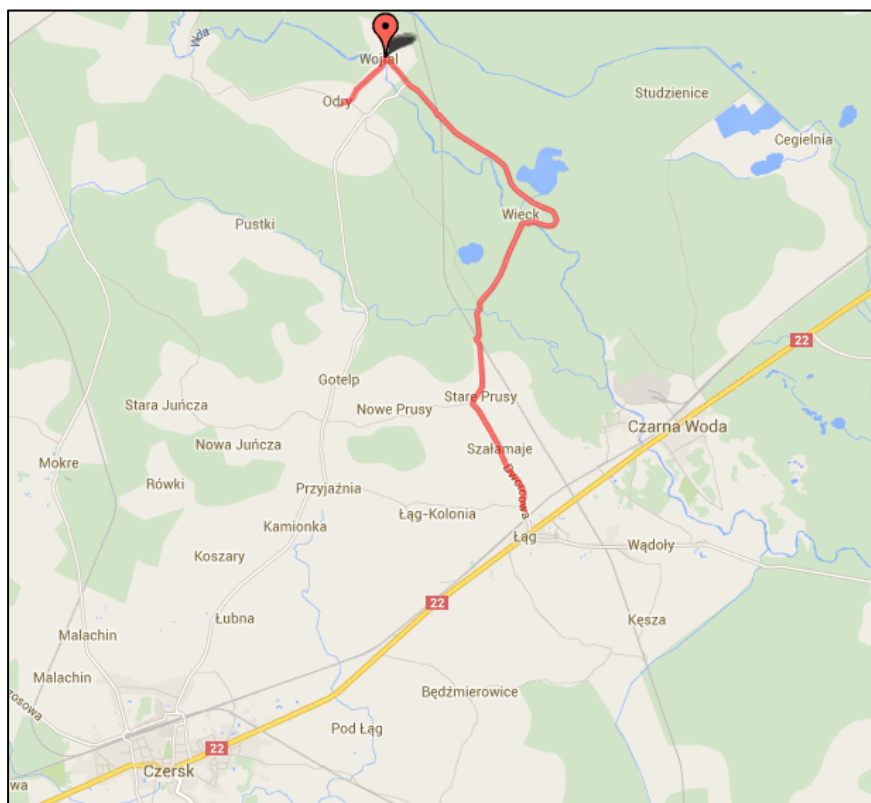 Wda
Wojtal
Odry
Studzienice
Cegielnia
Wieck
Pustki
22
Gotelp
Stara Juńcza
Nowe Prusy
Stare Prusy
Czarna Woda
Nowa Juńcza
Szałamaje
Mokre
Dworcowa
Rówki
Przyjaźnia
Łąg-Kolonia
Kamionka
Łąg
Wądoły
Koszary
22
Łubna
Kęsza
Malachin
Malachin
Będźmierowice
zosowa
Pod Łąg
22
Czersk
owa